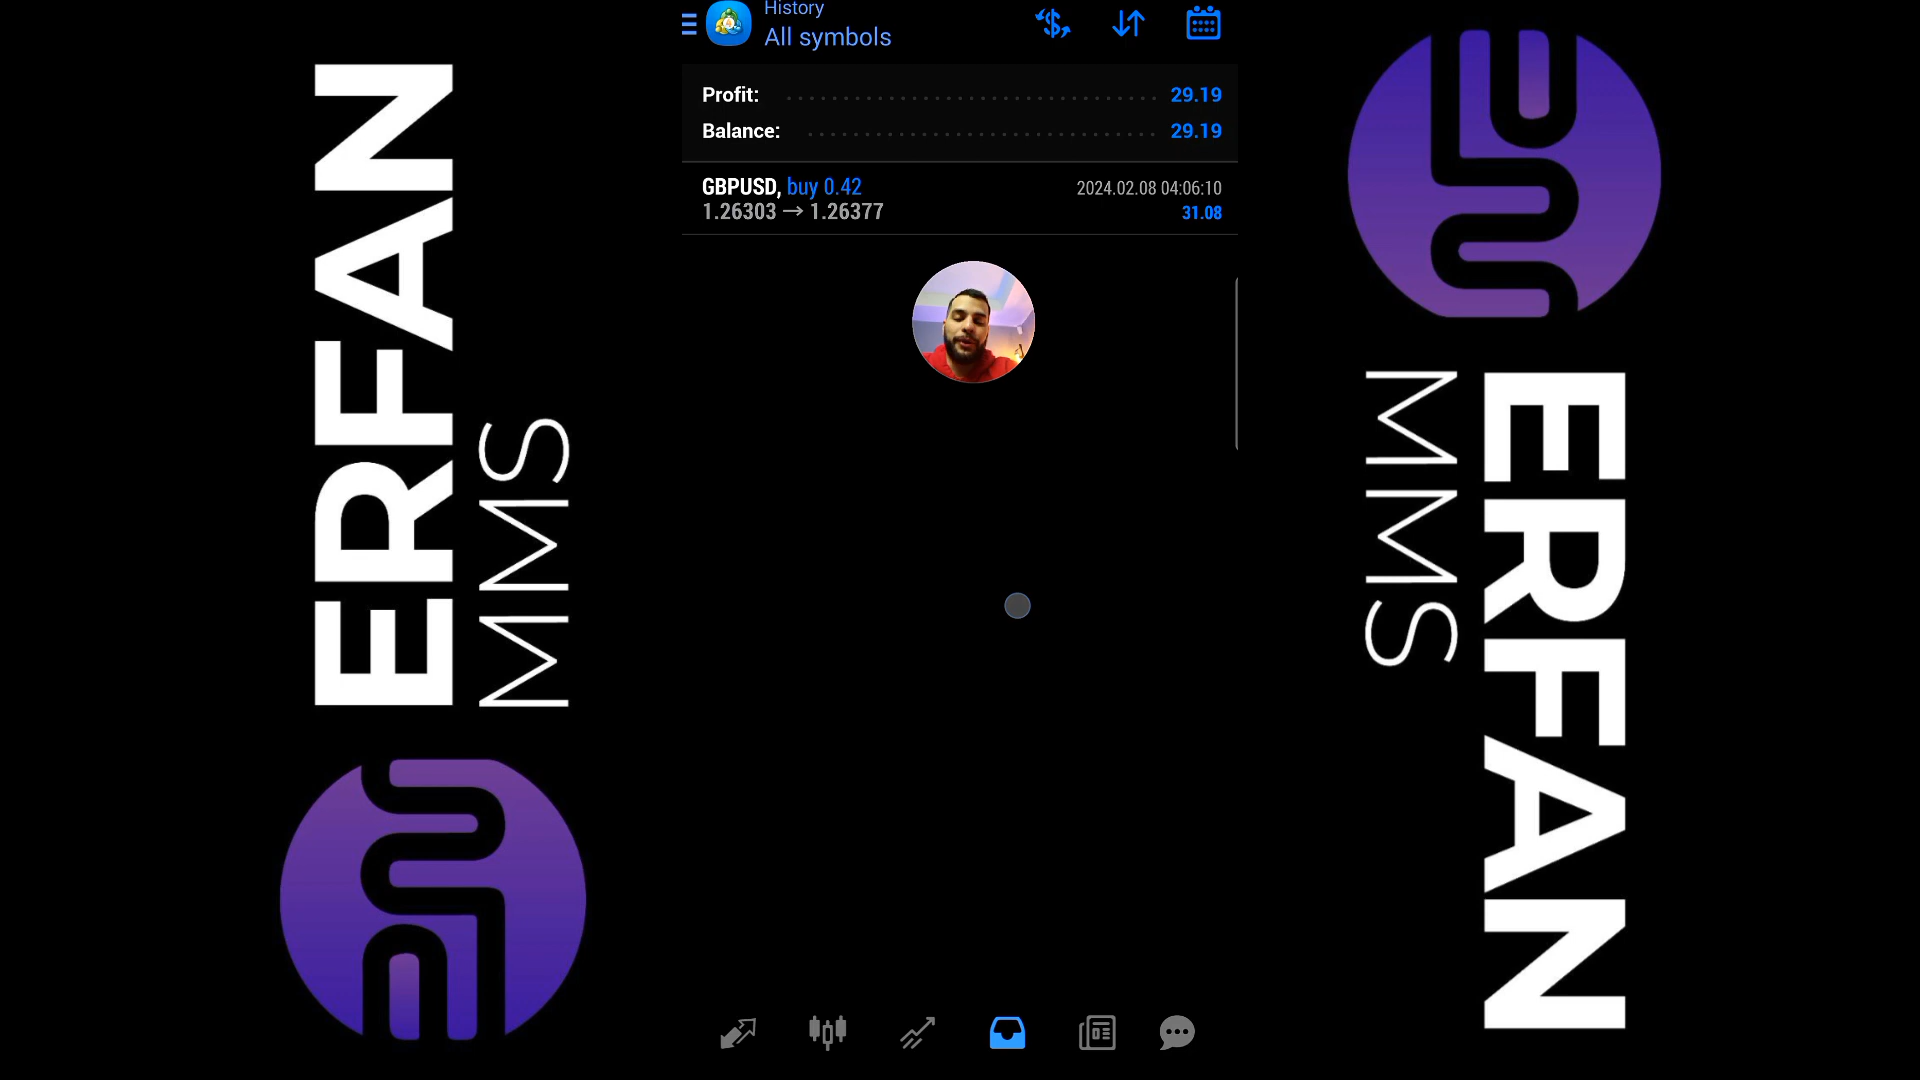 History
All symbols
Profit: 29.19
Balance: 29.19
GBPUSD, buy 0.42 2024.02.08 04:06:10
1.26303 → 1.26377 31.08
ERFAN
MMS
ERFAN
MMS